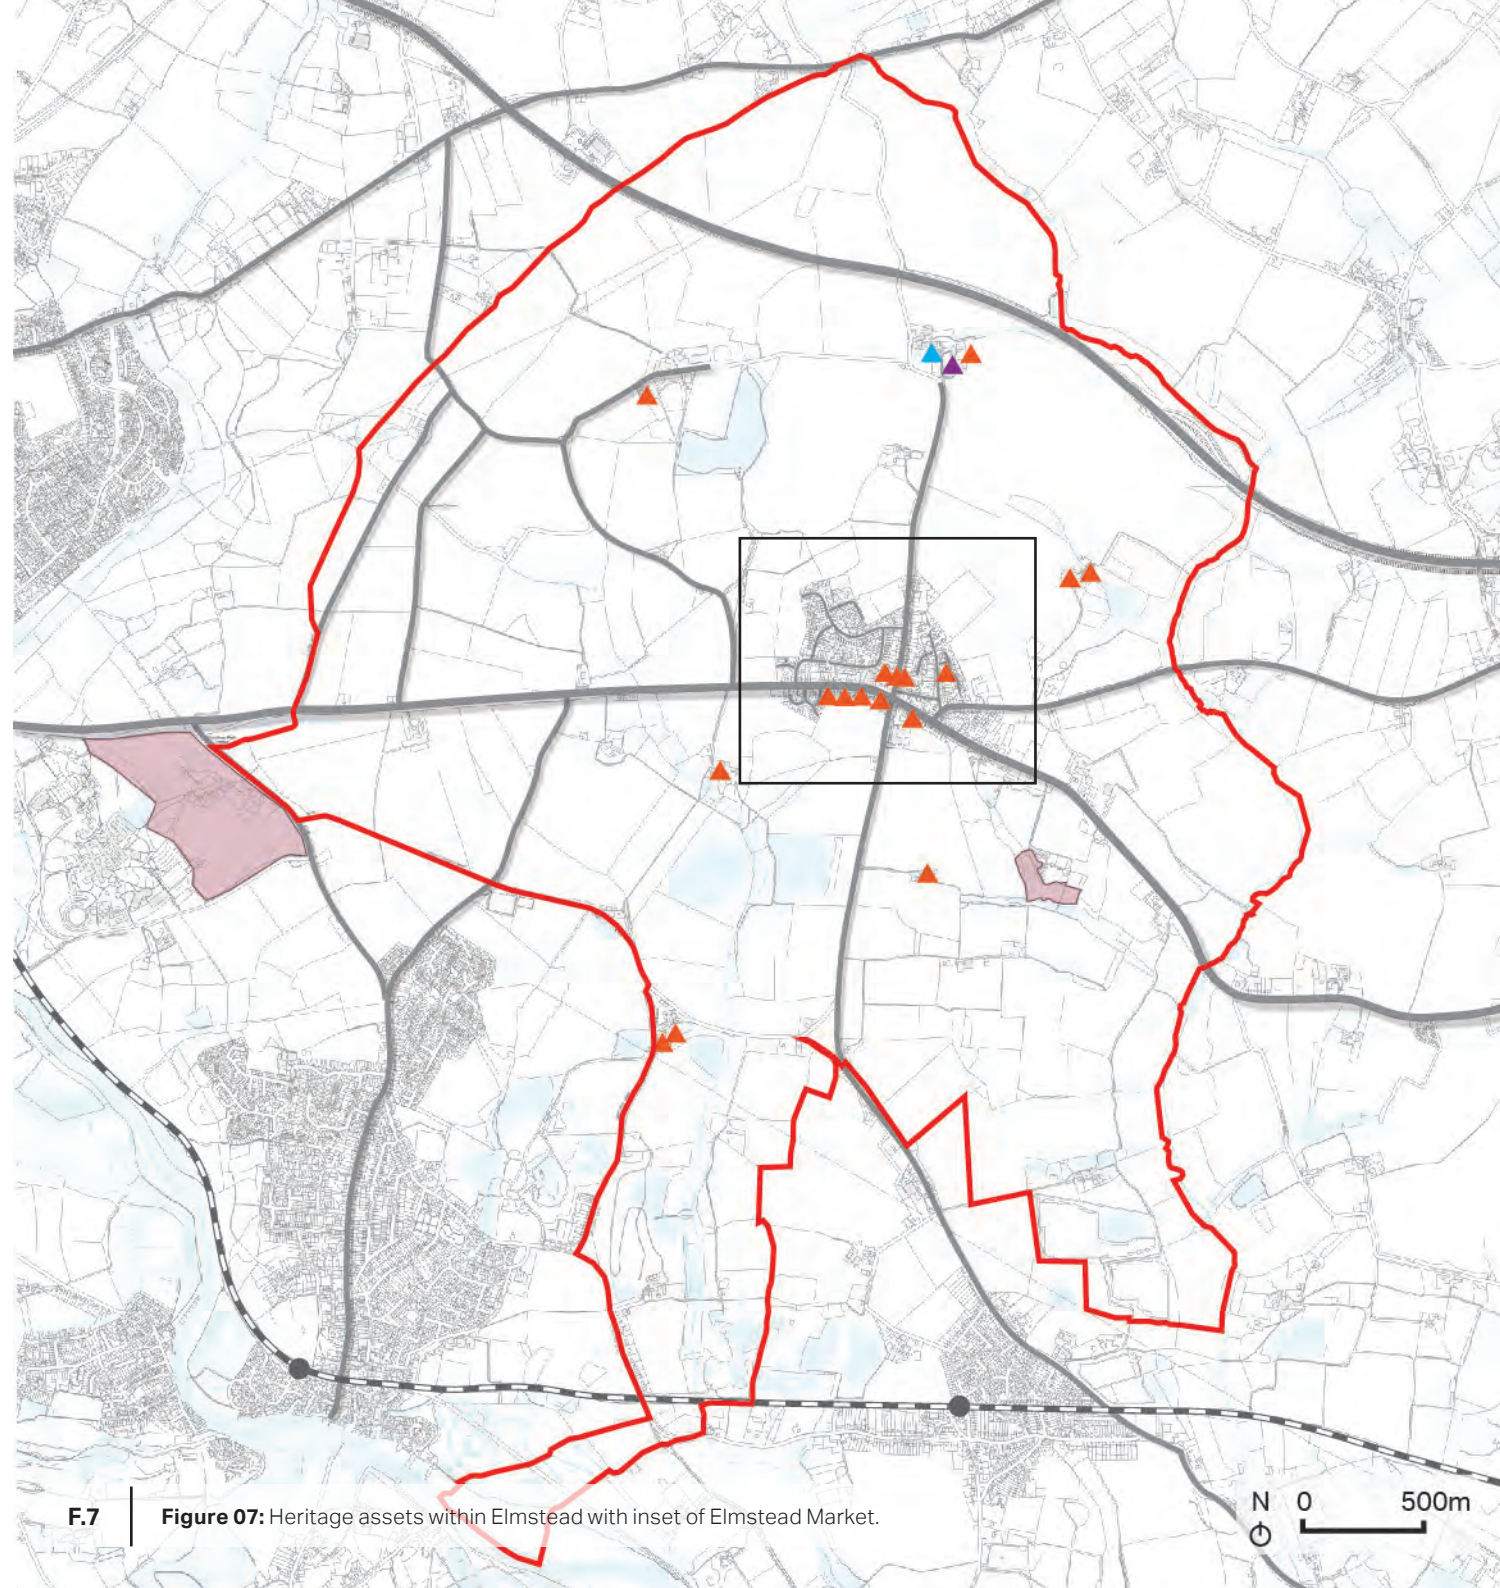 F.7
Figure 07: Heritage assets within Elmstead with inset of Elmstead Market.
N 0 500m